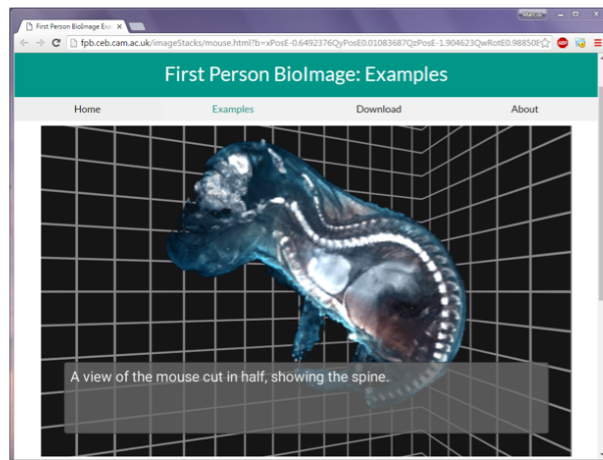 First Person BioImage: Exa
fpb.ceb.cam.ac.uk/imageStacks/mouse.html?b=xPosE-0.6492376QyPosE0.01083687QzPosE-1.904623QwRotE0.98850E
First Person BioImage: Examples
Home Examples Download About
A view of the mouse cut in half, showing the spine.